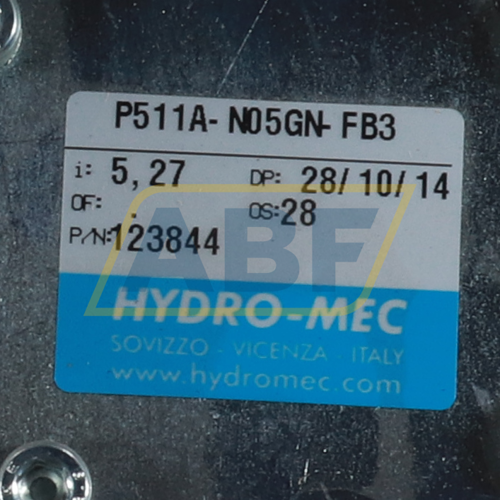 P511A-N05GN-FB3
i: 5,27 DP: 28/10/14
OF: . OS:28
P/N:123844
ABF
HYDRO-MEC
SOVIZZO - VICENZA - ITALY
www.hydromec.com